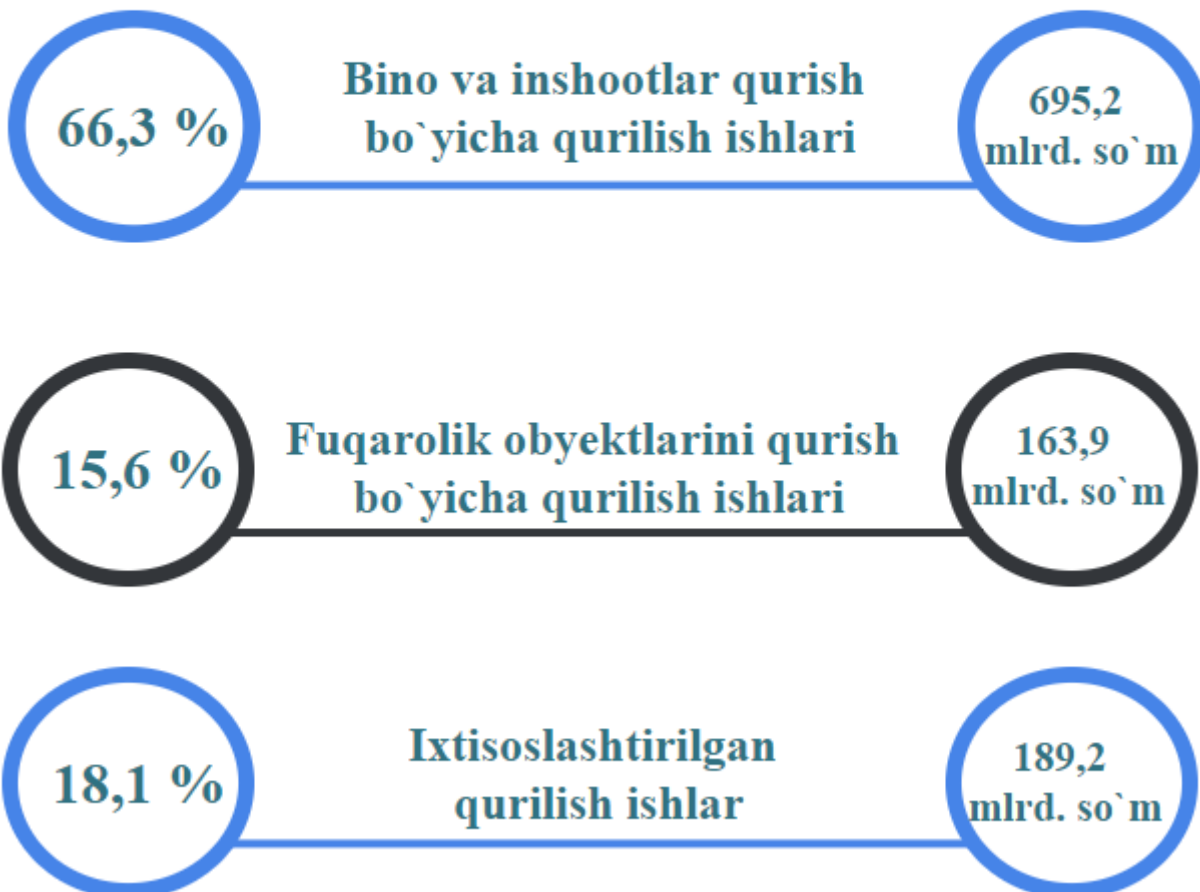 66,3 %
Bino va inshootlar qurish
bo`yicha qurilish ishlari
695,2
mlrd. so`m
15,6 %
Fuqarolik obyektlarini qurish
bo`yicha qurilish ishlari
163,9
mlrd. so`m
18,1 %
Ixtisoslashtirilgan
qurilish ishlar
189,2
mlrd. so`m